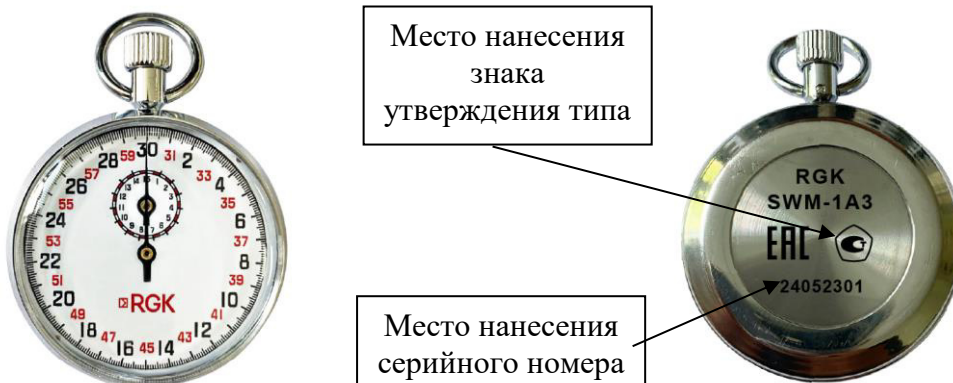 Место нанесения
знака
утверждения типа
30
59 31
28 2
57 33
26 4
55 35
24 6
53 37
22 8
51 39
20 10
49 41
18 12
47 43
16 45 14
RGK
RGK
SWM-1A3
EAC
24052301
Место нанесения
серийного номера